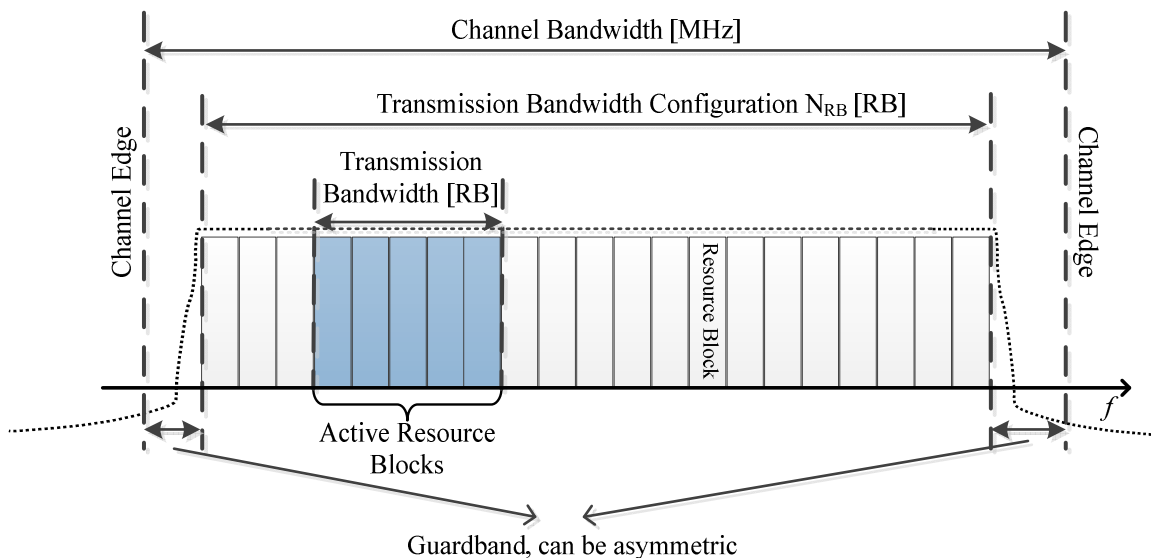 Channel Bandwidth [MHz]
Transmission Bandwidth Configuration N_RB [RB]
Channel Edge
Transmission
Bandwidth [RB]
Channel Edge
Resource Block
f
Active Resource
Blocks
Guardband, can be asymmetric